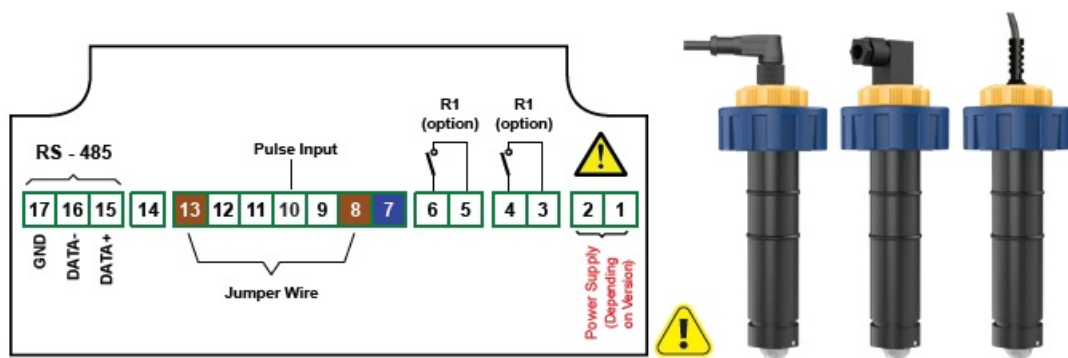 R1
(option)
R1
(option)
RS - 485
Pulse Input
17 16 15 14 13 12 11 10 9 8 7 6 5 4 3 2 1
GND
DATA-
DATA+
Jumper Wire
Power Supply
(Depending
on Version)